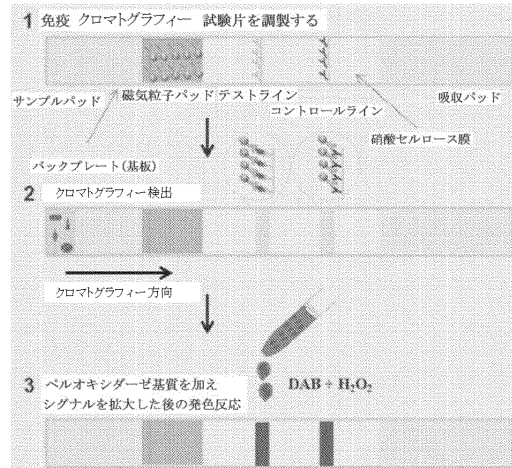 1 免疫 クロマトグラフィー 試験片を調製する
サンプルパッド
磁気粒子パッド テストライン
コントロールライン
吸収パッド
硝酸セルロース膜
バックプレート(基板)
2 クロマトグラフィー検出
クロマトグラフィー方向
3 ペルオキシダーゼ基質を加え
シグナルを拡大した後の発色反応
DAB + H₂O₂